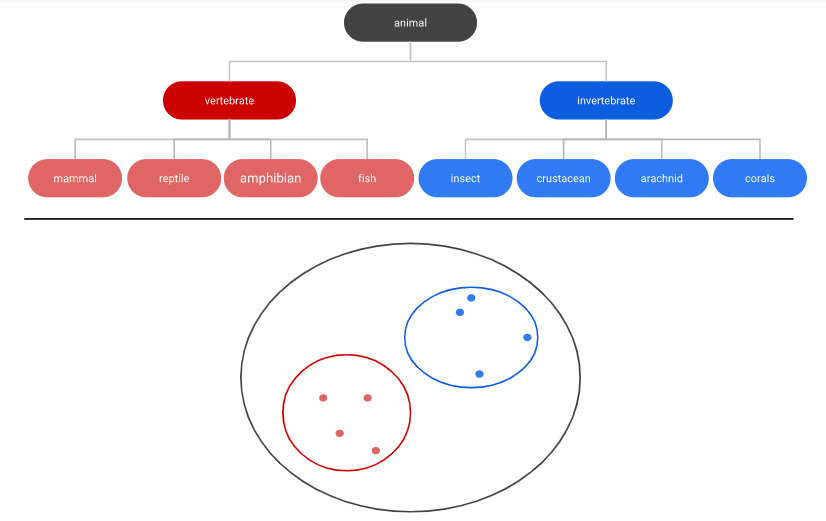 animal
vertebrate
invertebrate
mammal
reptile
amphibian
fish
insect
crustacean
arachnid
corals